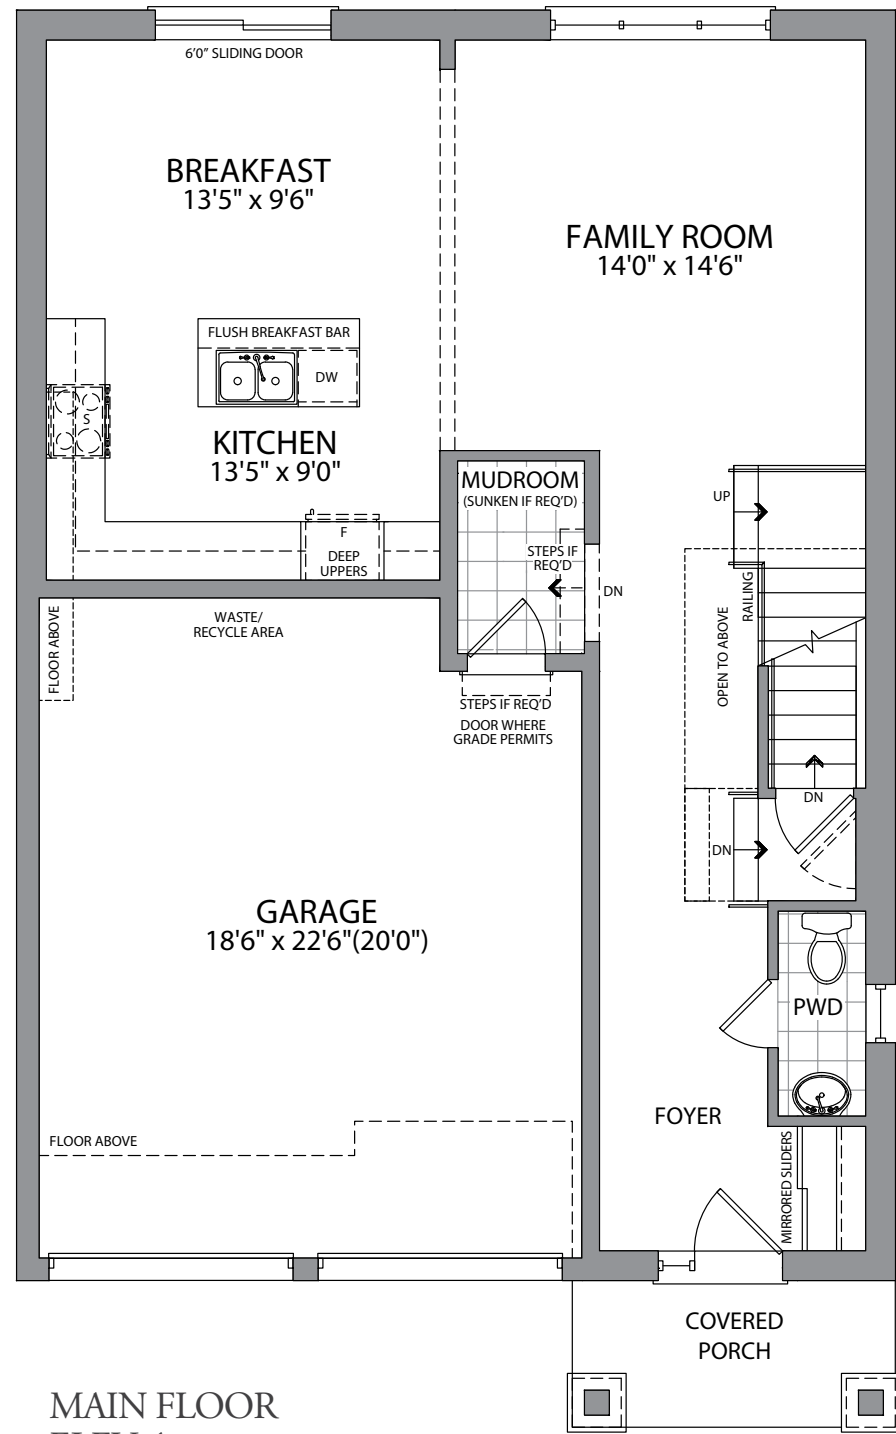 6'0" SLIDING DOOR
BREAKFAST
13'5" x 9'6"
FAMILY ROOM
14'0" x 14'6"
FLUSH BREAKFAST BAR
DW
S
KITCHEN
13'5" x 9'0"
F
DEEP
UPPERS
MUDROOM
(SUNKEN IF REQ'D)
STEPS IF
REQ'D
DN
UP
RAILING
OPEN TO ABOVE
DN
DN
FLOOR ABOVE
WASTE/
RECYCLE AREA
STEPS IF REQ'D
DOOR WHERE
GRADE PERMITS
GARAGE
18'6" x 22'6"(20'0")
PWD
FOYER
FLOOR ABOVE
MIRRORED SLIDERS
COVERED
PORCH
MAIN FLOOR